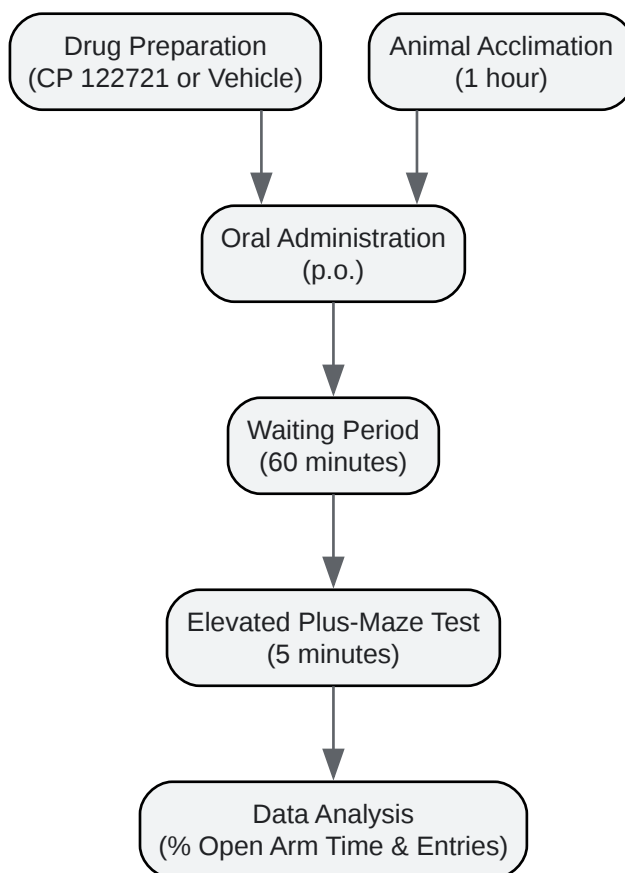 Drug Preparation
(CP 122721 or Vehicle)
Animal Acclimation
(1 hour)
Oral Administration
(p.o.)
Waiting Period
(60 minutes)
Elevated Plus-Maze Test
(5 minutes)
Data Analysis
(% Open Arm Time & Entries)